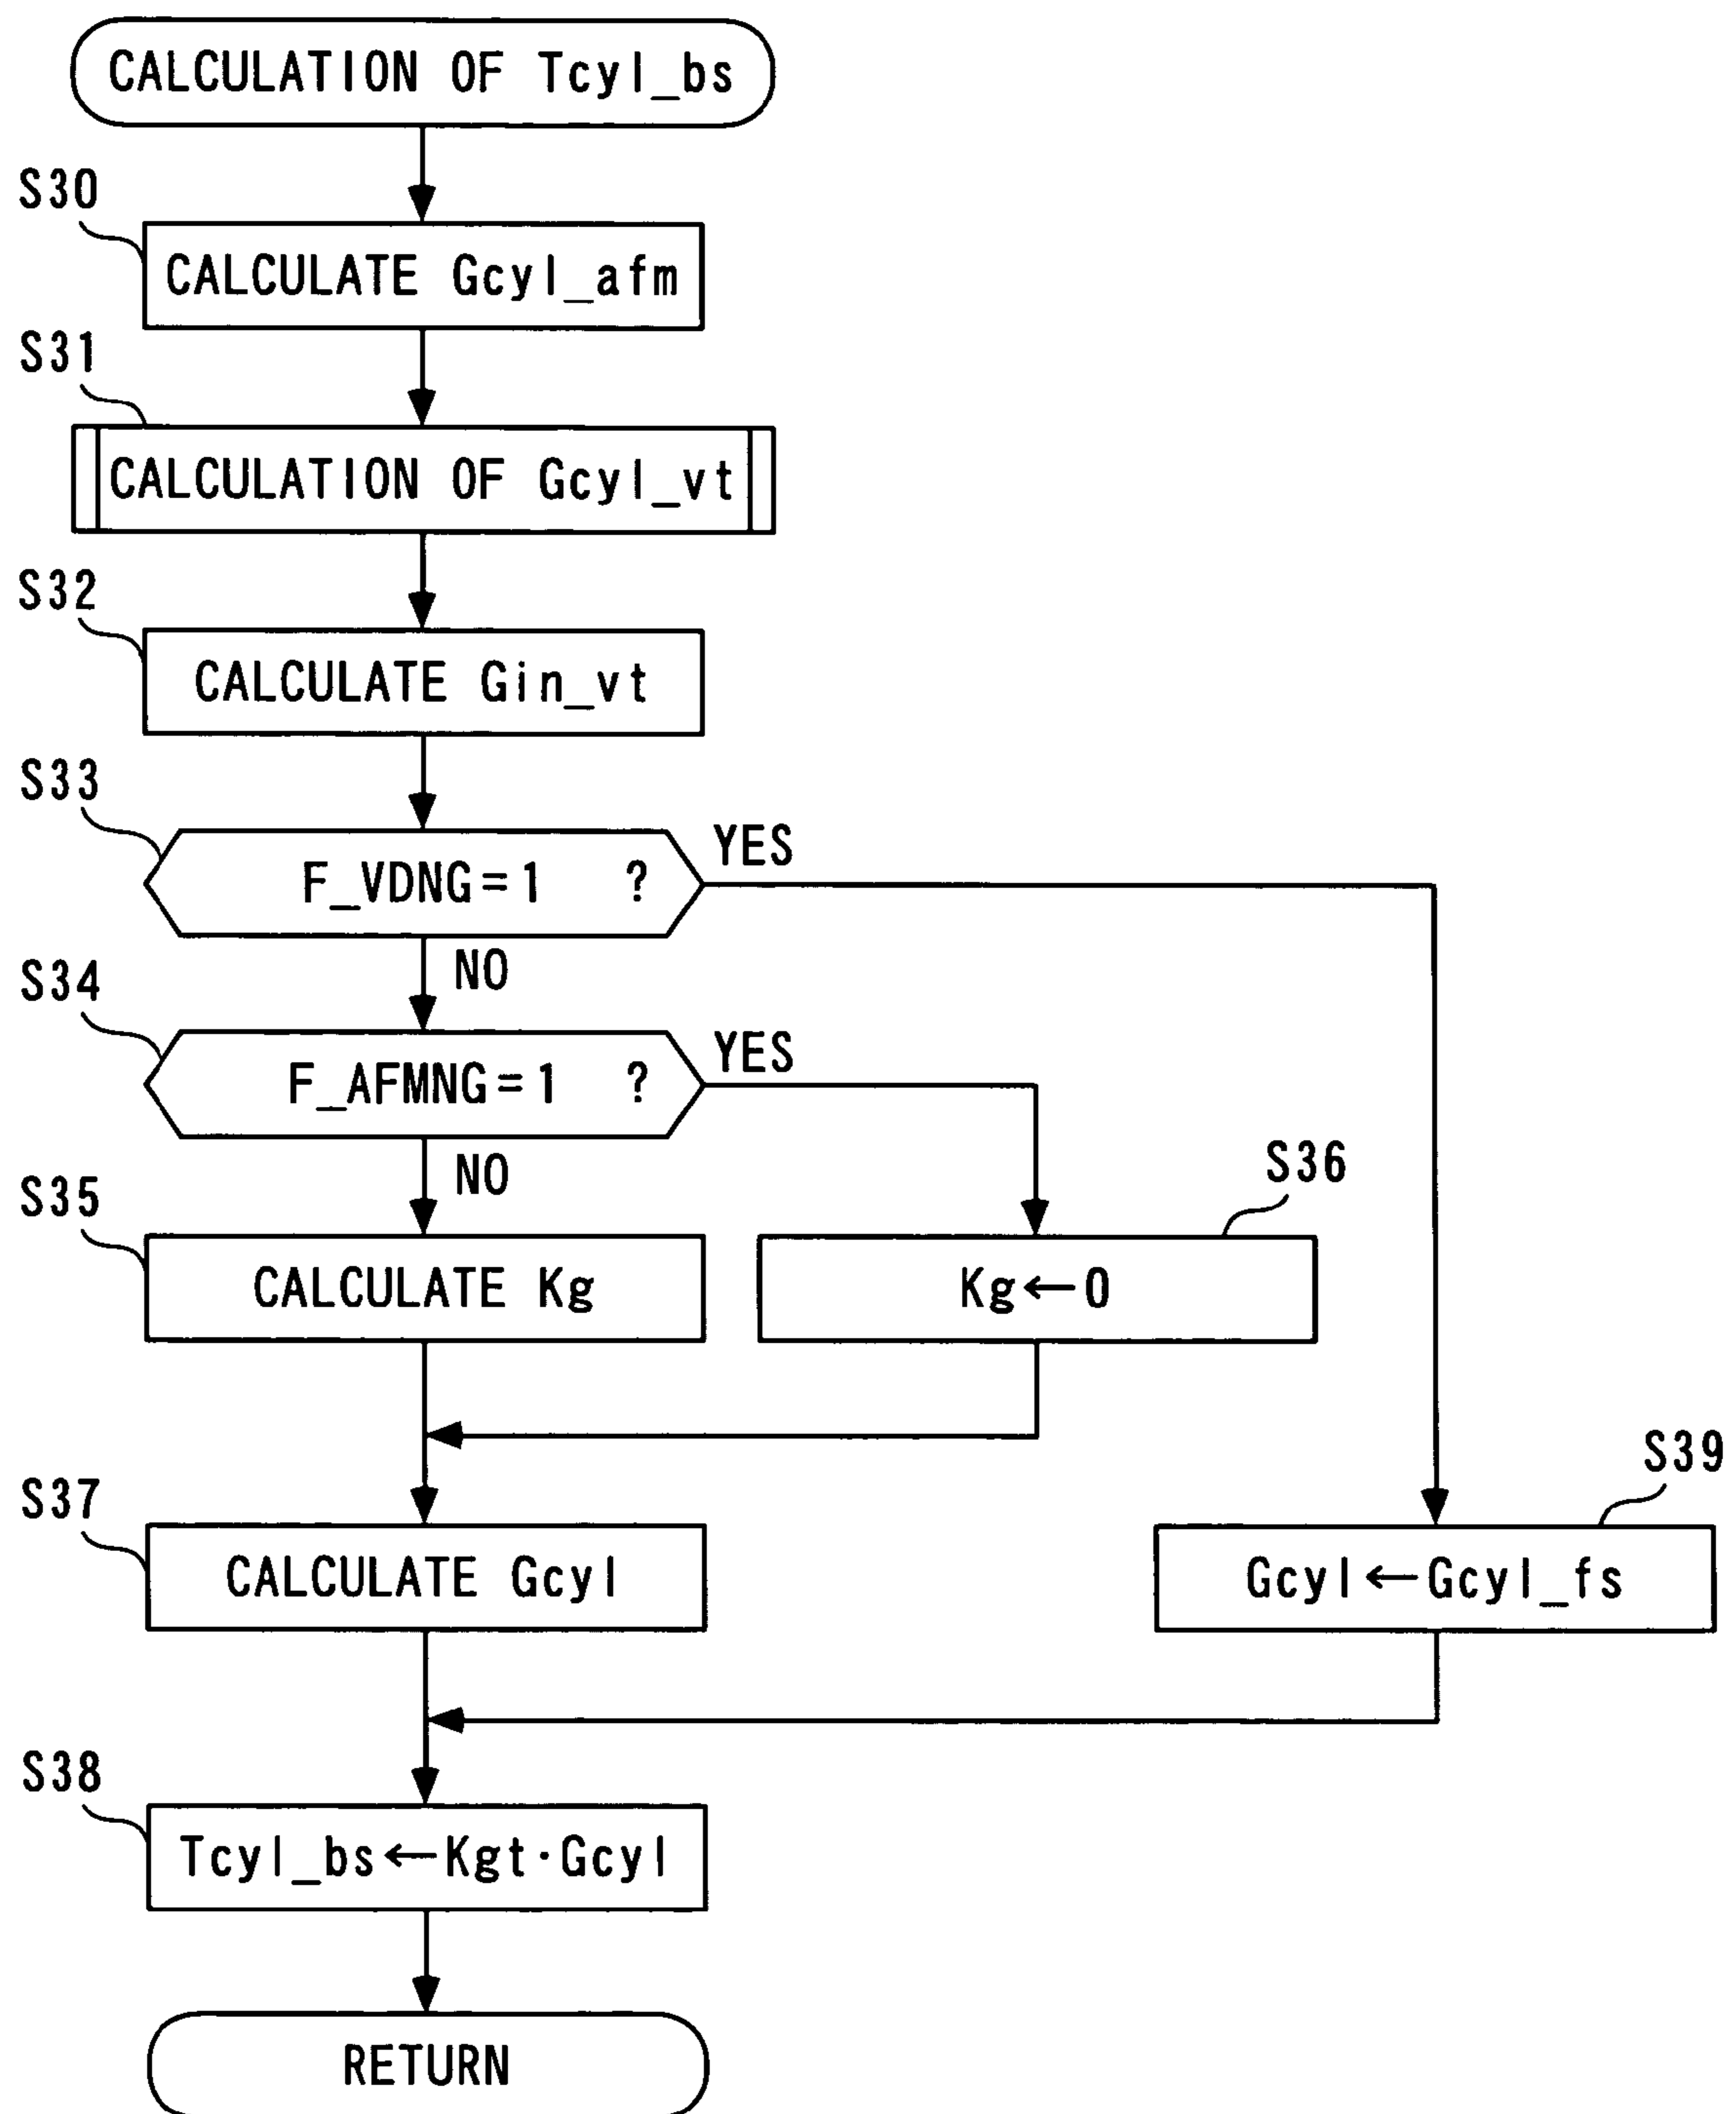 CALCULATION OF Tcyl_bs
S30
CALCULATE Gcyl_afm
S31
CALCULATION OF Gcyl_vt
S32
CALCULATE Gin_vt
S33
F_VDNG=1 ?
YES
NO
S34
F_AFMNG=1 ?
YES
NO
S35
CALCULATE Kg
S36
Kg←0
S37
CALCULATE Gcyl
S39
Gcyl←Gcyl_fs
S38
Tcyl_bs←Kgt·Gcyl
RETURN